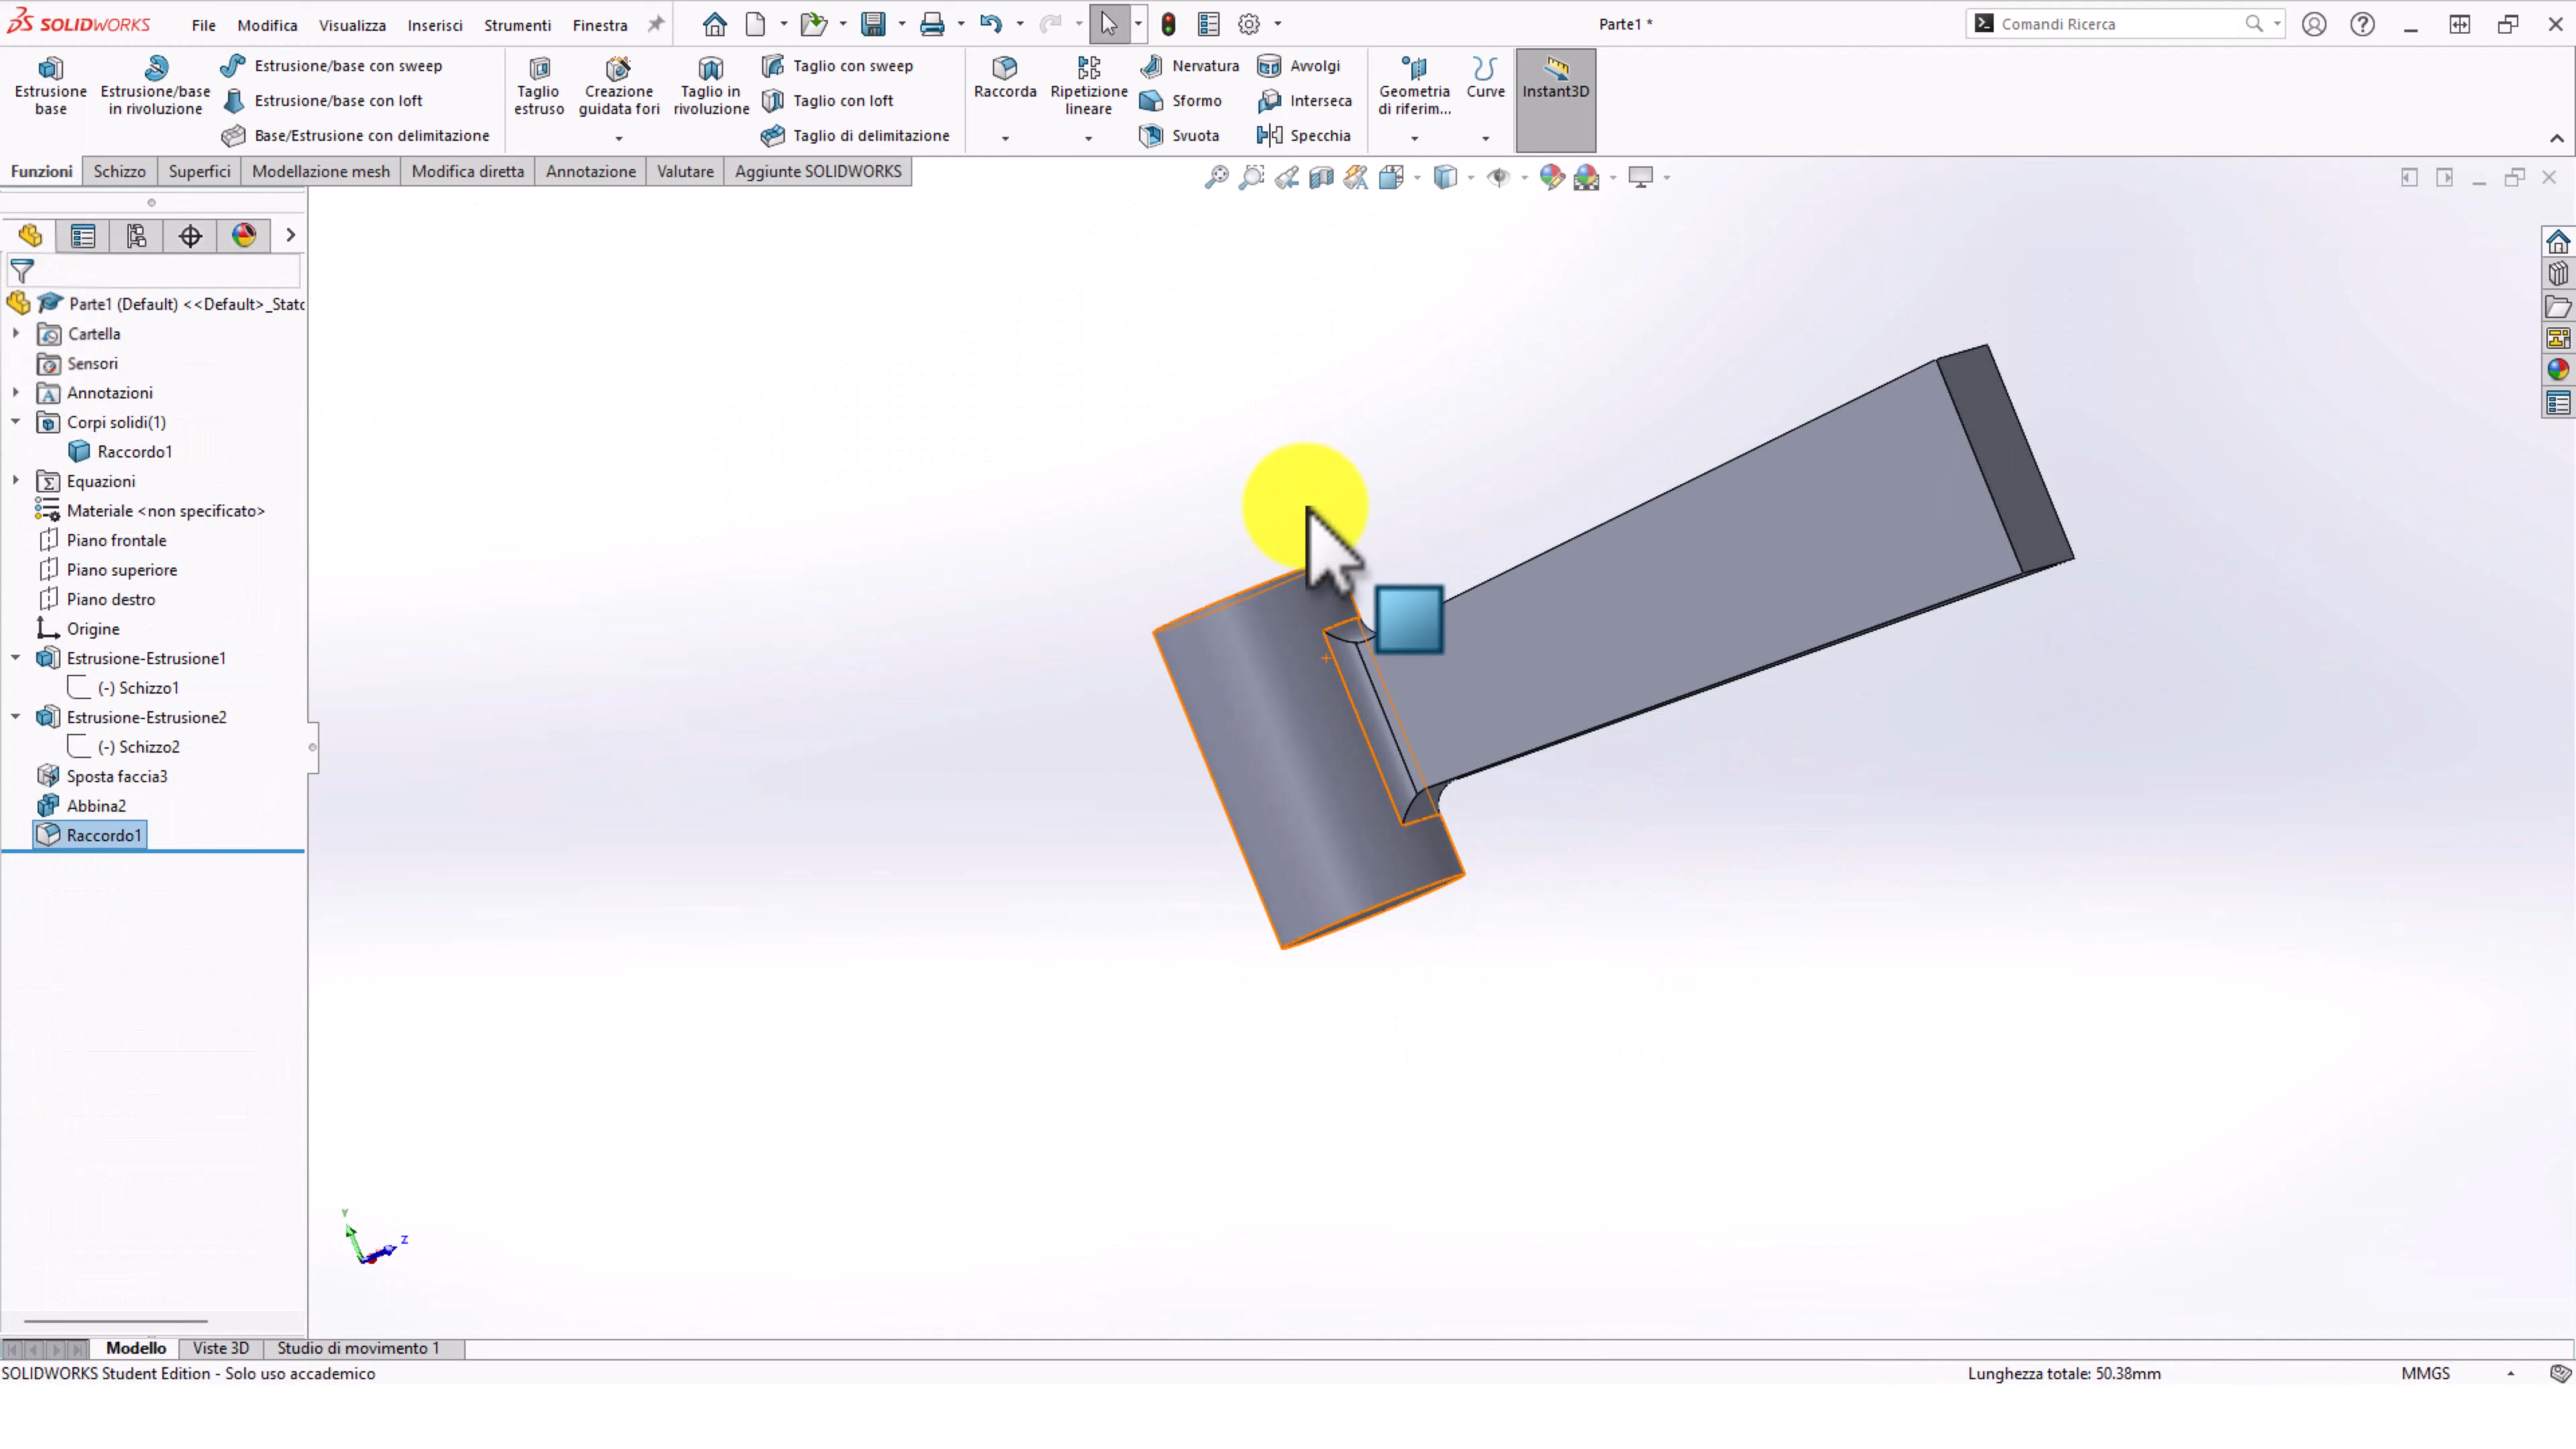 SOLIDWORKS File Modifica Visualizza Inserisci Strumenti Finestra Parte1 * Comandi Ricerca
Estrusione base
Estrusione/base in rivoluzione
Estrusione/base con sweep
Estrusione/base con loft
Base/Estrusione con delimitazione
Taglio estruso
Creazione guidata fori
Taglio in rivoluzione
Taglio con sweep
Taglio con loft
Taglio di delimitazione
Raccorda
Ripetizione lineare
Nervatura
Sformo
Svuota
Avvolgi
Interseca
Specchia
Geometria di riferim...
Curve
Instant3D
Funzioni Schizzo Superfici Modellazione mesh Modifica diretta Annotazione Valutare Aggiunte SOLIDWORKS
Parte1 (Default) <<Default>_Stato
Cartella
Sensori
Annotazioni
Corpi solidi(1)
Raccordo1
Equazioni
Materiale <non specificato>
Piano frontale
Piano superiore
Piano destro
Origine
Estrusione-Estrusione1
(-) Schizzo1
Estrusione-Estrusione2
(-) Schizzo2
Sposta faccia3
Abbina2
Raccordo1
Y
Z
Modello Viste 3D Studio di movimento 1
SOLIDWORKS Student Edition - Solo uso accademico Lunghezza totale: 50.38mm MMGS